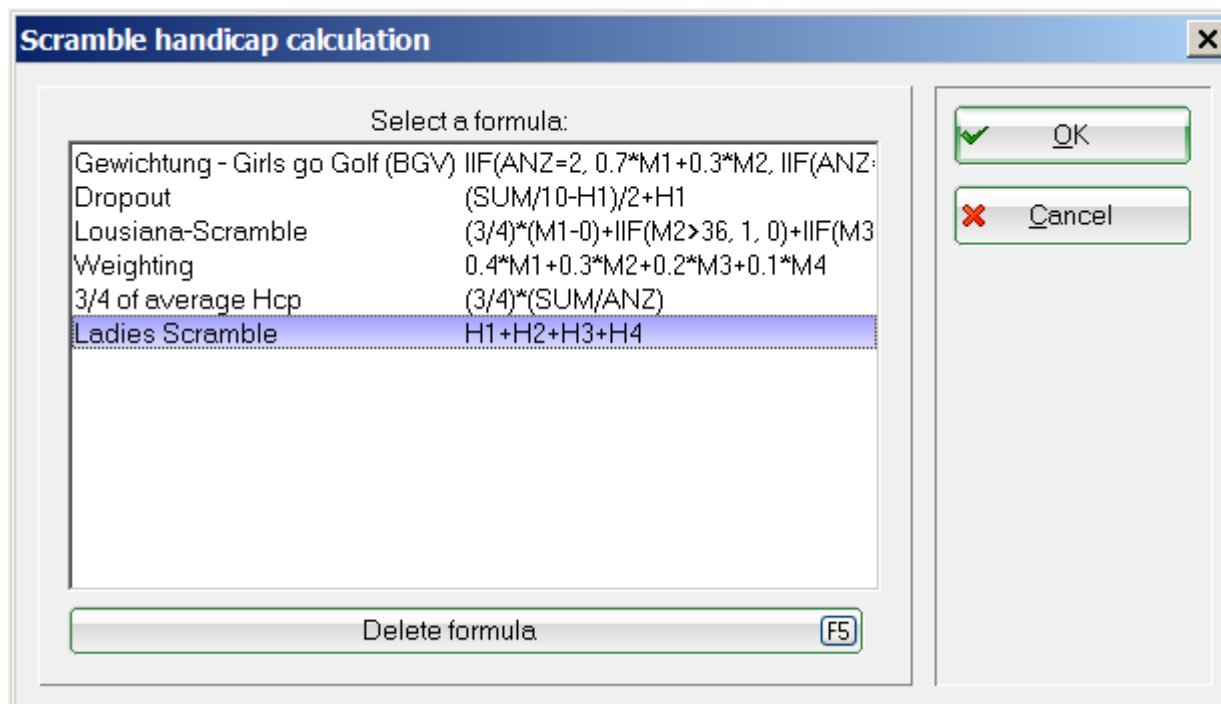 Scramble handicap calculation
Select a formula:
Gewichtung - Girls go Golf (BGV) IIF(ANZ=2, 0.7*M1+0.3*M2, IIF(ANZ=
Dropout (SUM/10-H1)/2+H1
Lousiana-Scramble (3/4)*(M1-0)+IIF(M2>36, 1, 0)+IIF(M3
Weighting 0.4*M1+0.3*M2+0.2*M3+0.1*M4
3/4 of average Hcp (3/4)*(SUM/ANZ)
Ladies Scramble H1+H2+H3+H4
Delete formula F5
OK
Cancel